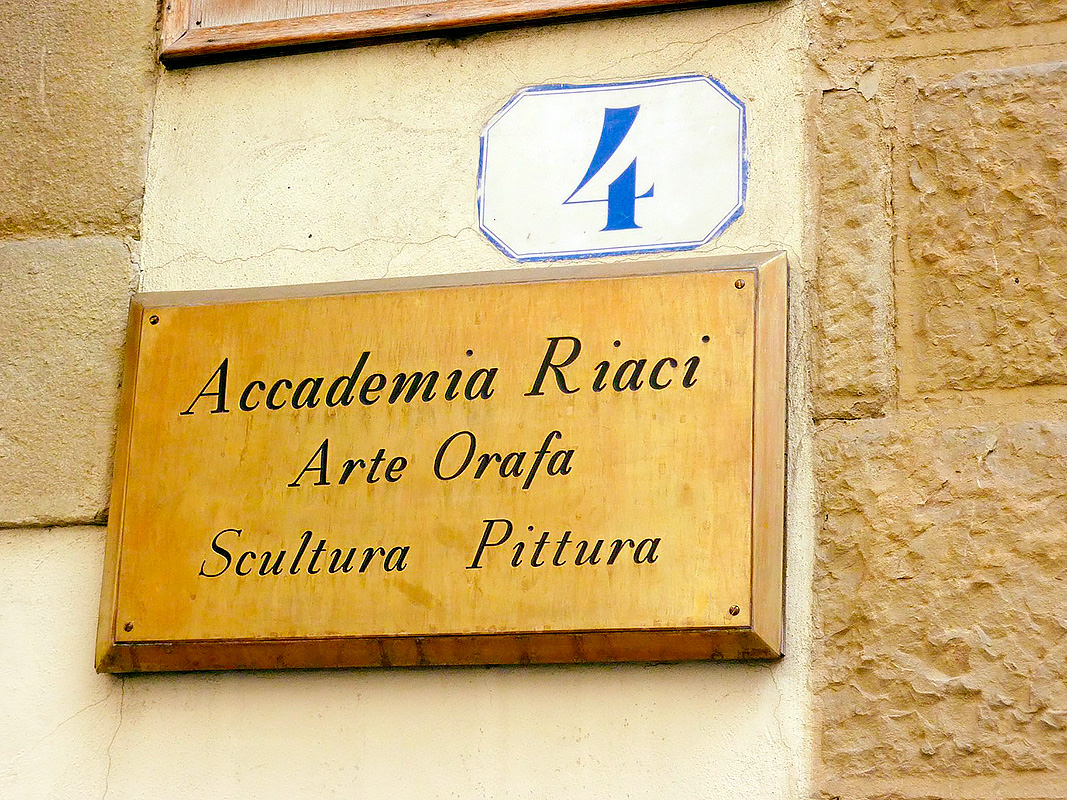 4
Accademia Riaci
Arte Orafa
Scultura Pittura